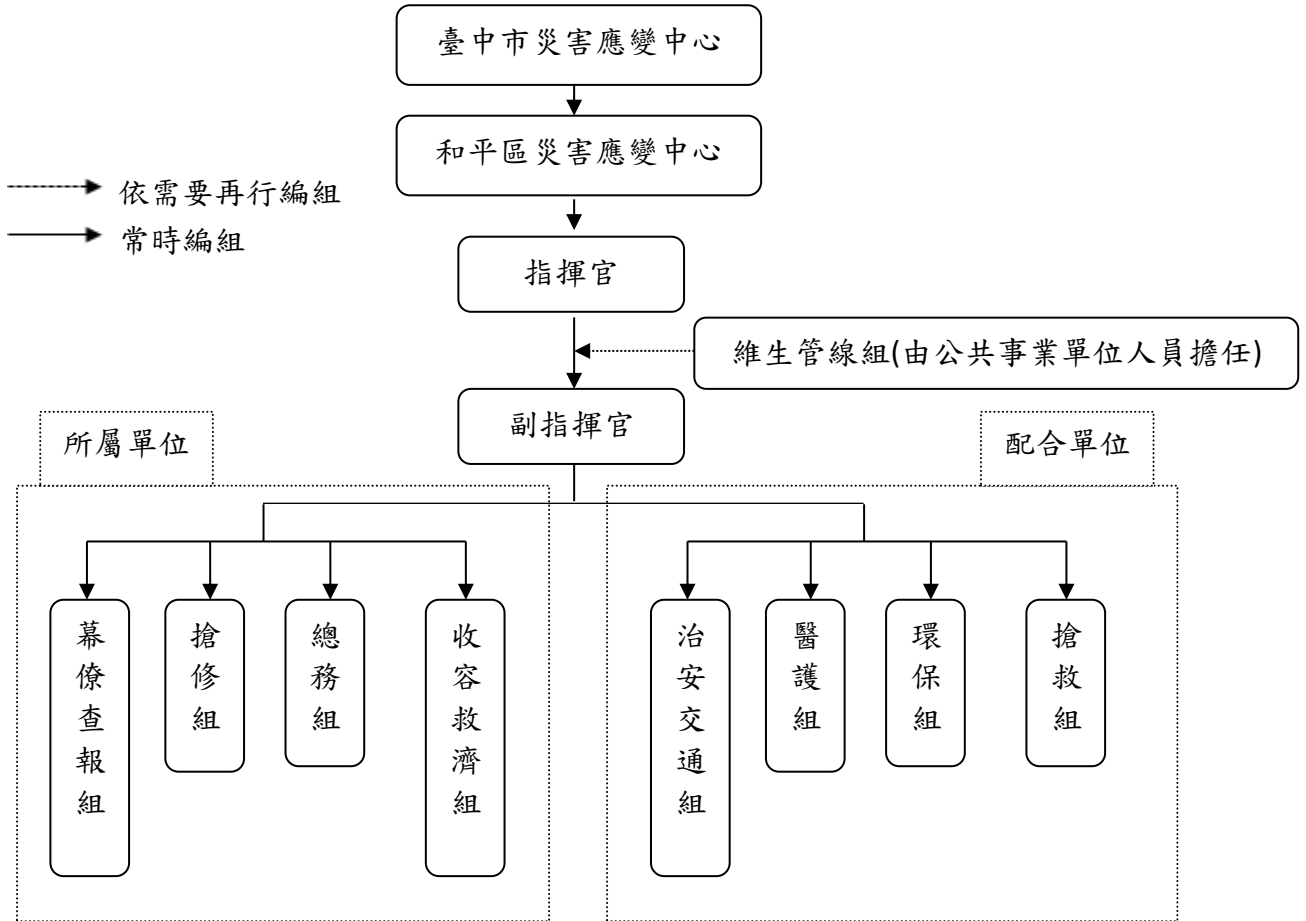 臺中市災害應變中心
和平區災害應變中心
依需要再行編組
常時編組
指揮官
維生管線組(由公共事業單位人員擔任)
副指揮官
所屬單位
配合單位
幕僚查報組
搶修組
總務組
收容救濟組
治安交通組
醫護組
環保組
搶救組